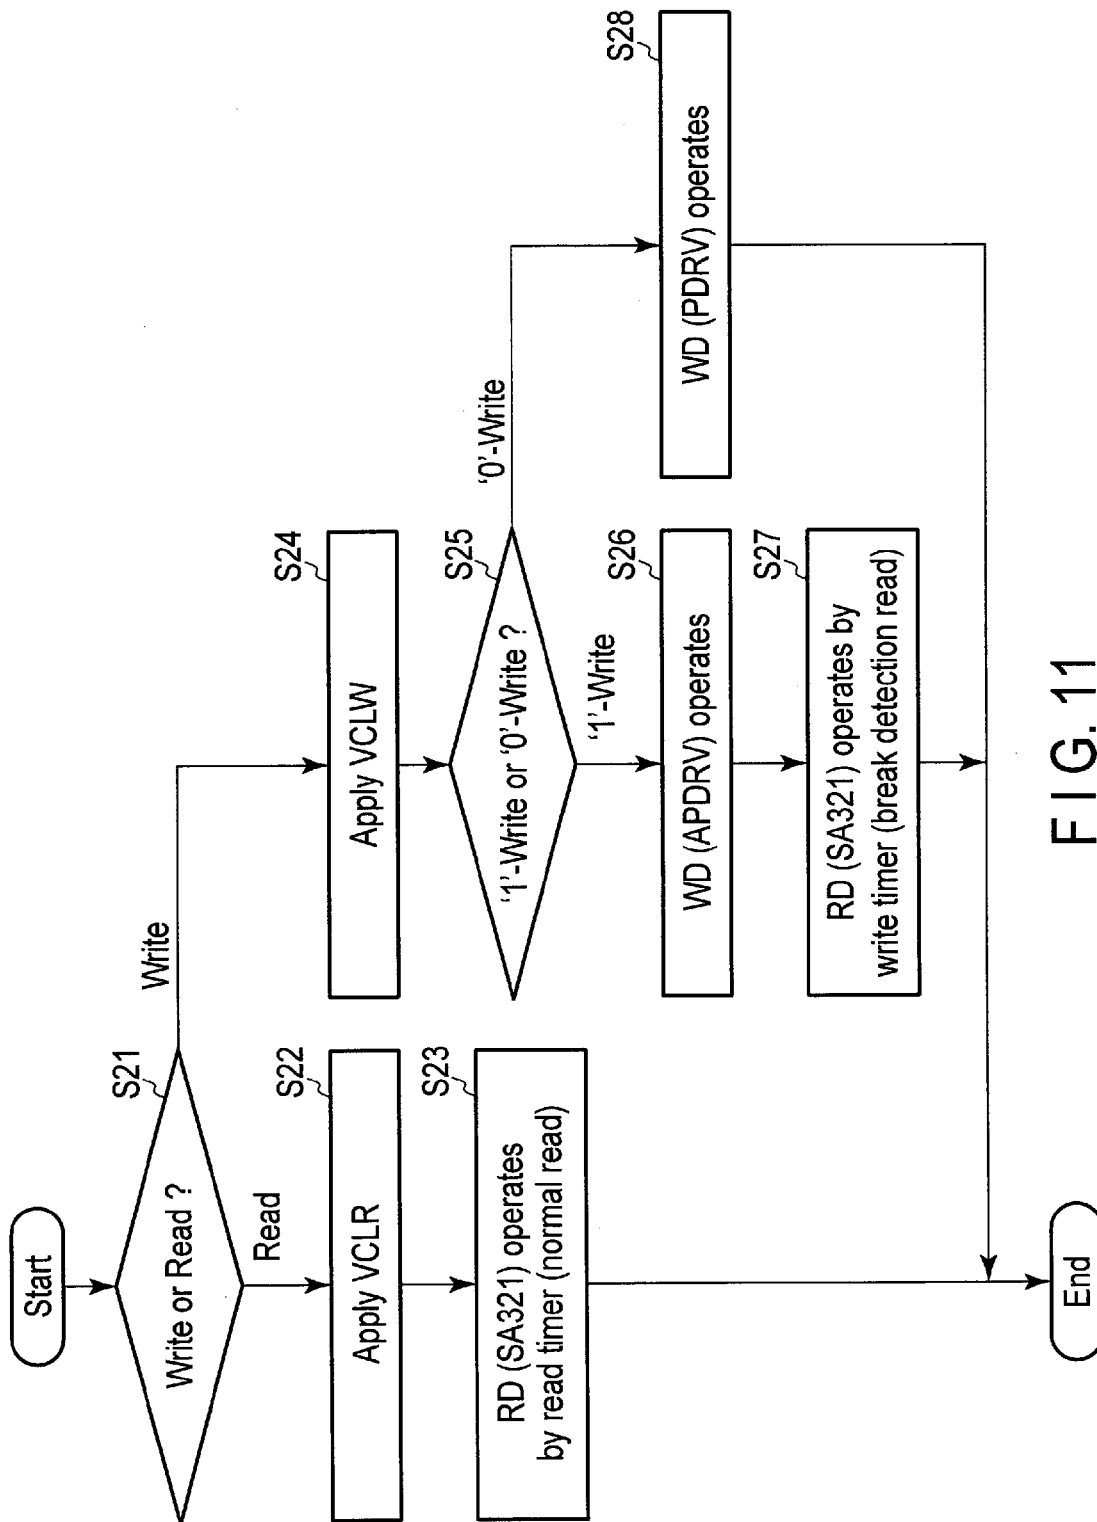 Start
S21
Write or Read ?
Write
Read
S22
Apply VCLR
S23
RD (SA321) operates
by read timer (normal read)
S24
Apply VCLW
S25
‘1’-Write or ‘0’-Write ?
‘0’-Write
‘1’-Write
S26
WD (APDRV) operates
S27
RD (SA321) operates by
write timer (break detection read)
S28
WD (PDRV) operates
End
FIG. 11